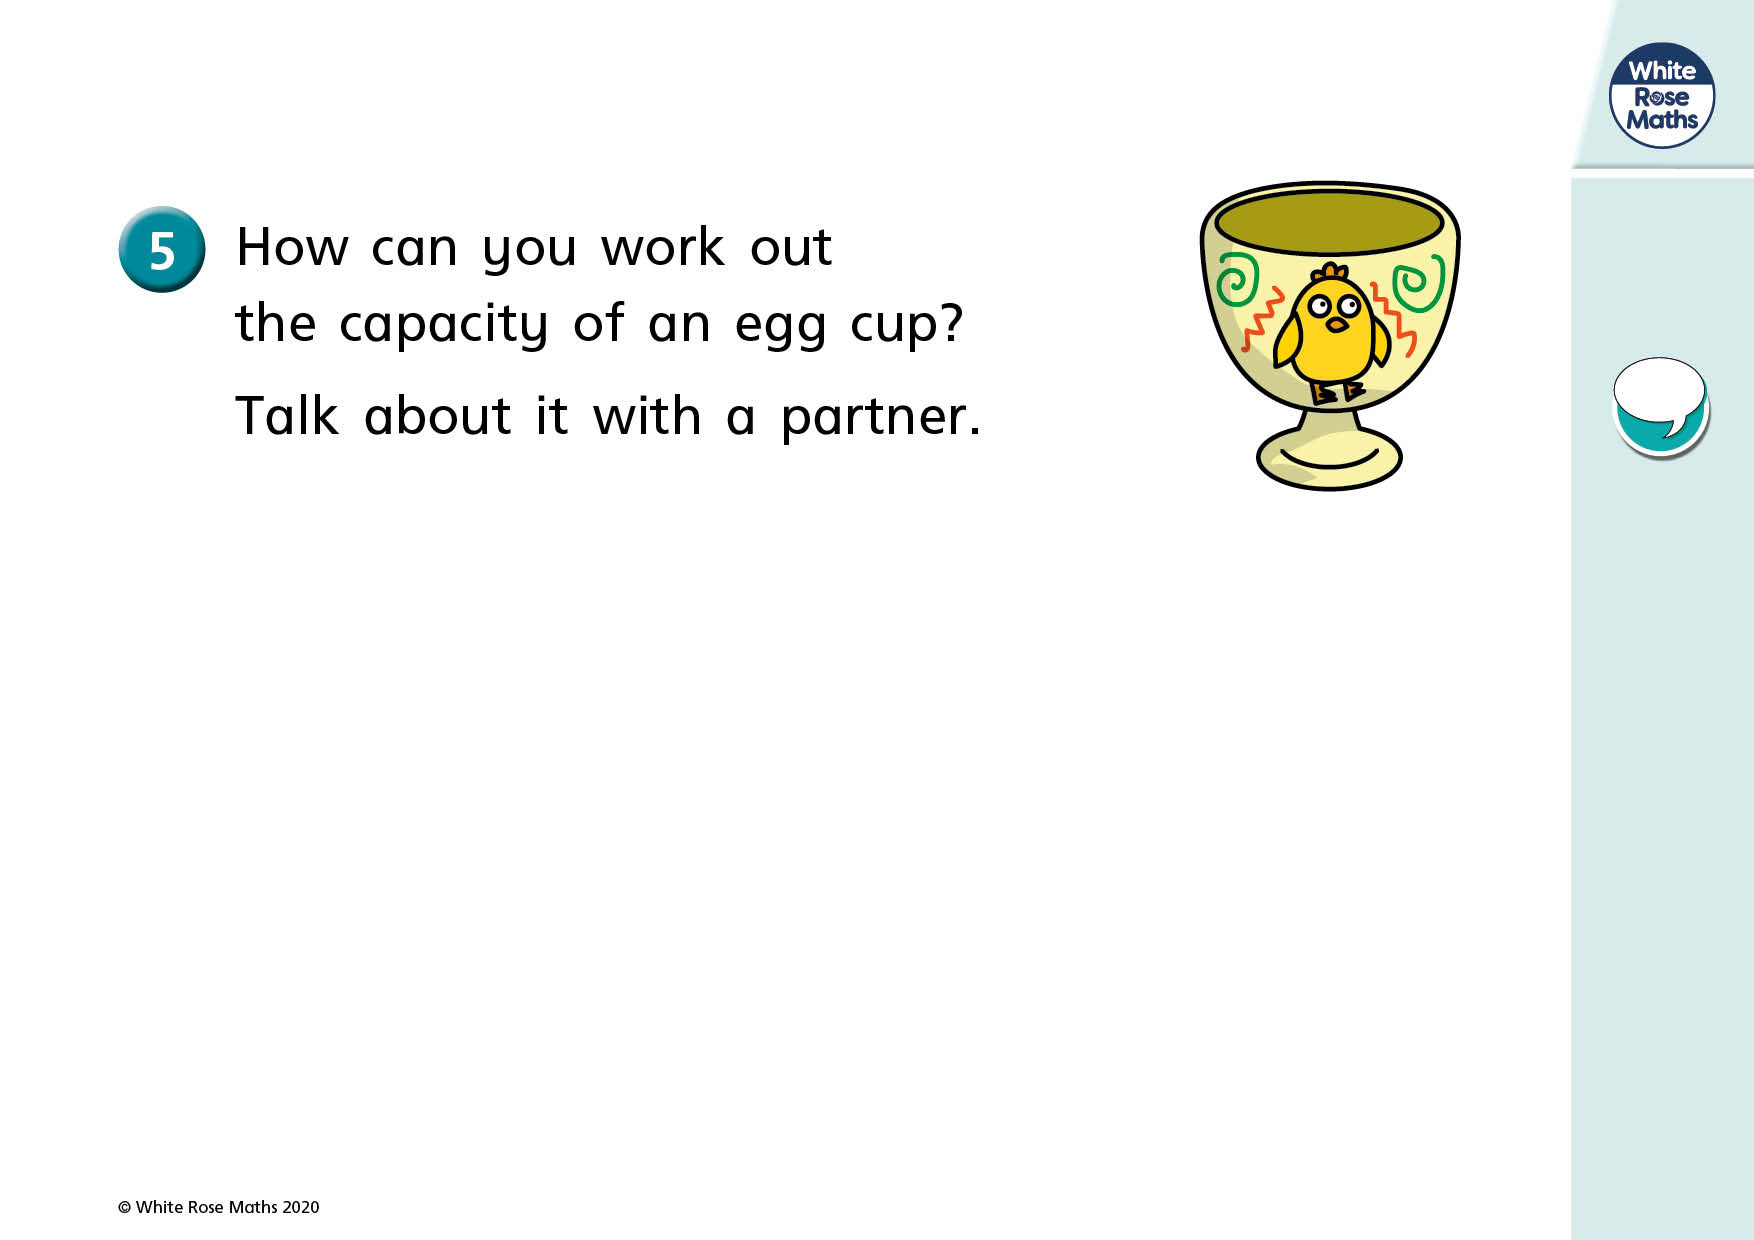 White
Rose
Maths
5 How can you work out
the capacity of an egg cup?
Talk about it with a partner.
© White Rose Maths 2020